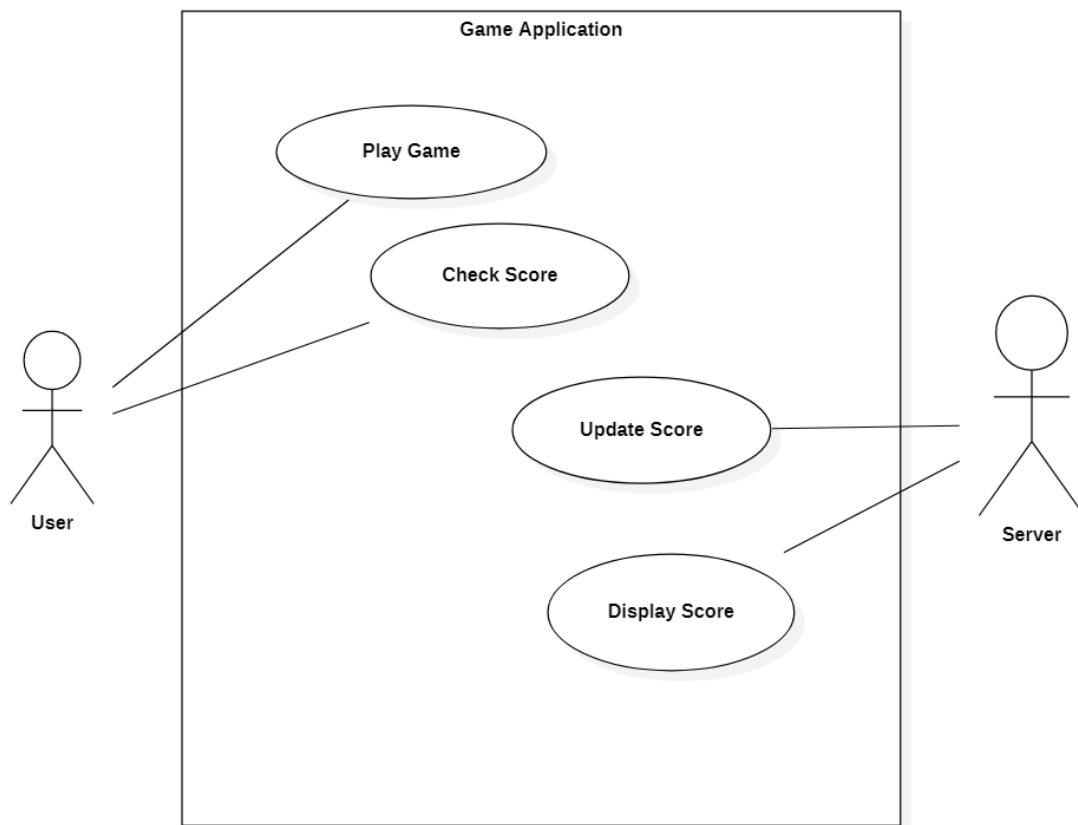 Game Application
Play Game
Check Score
Update Score
User
Server
Display Score